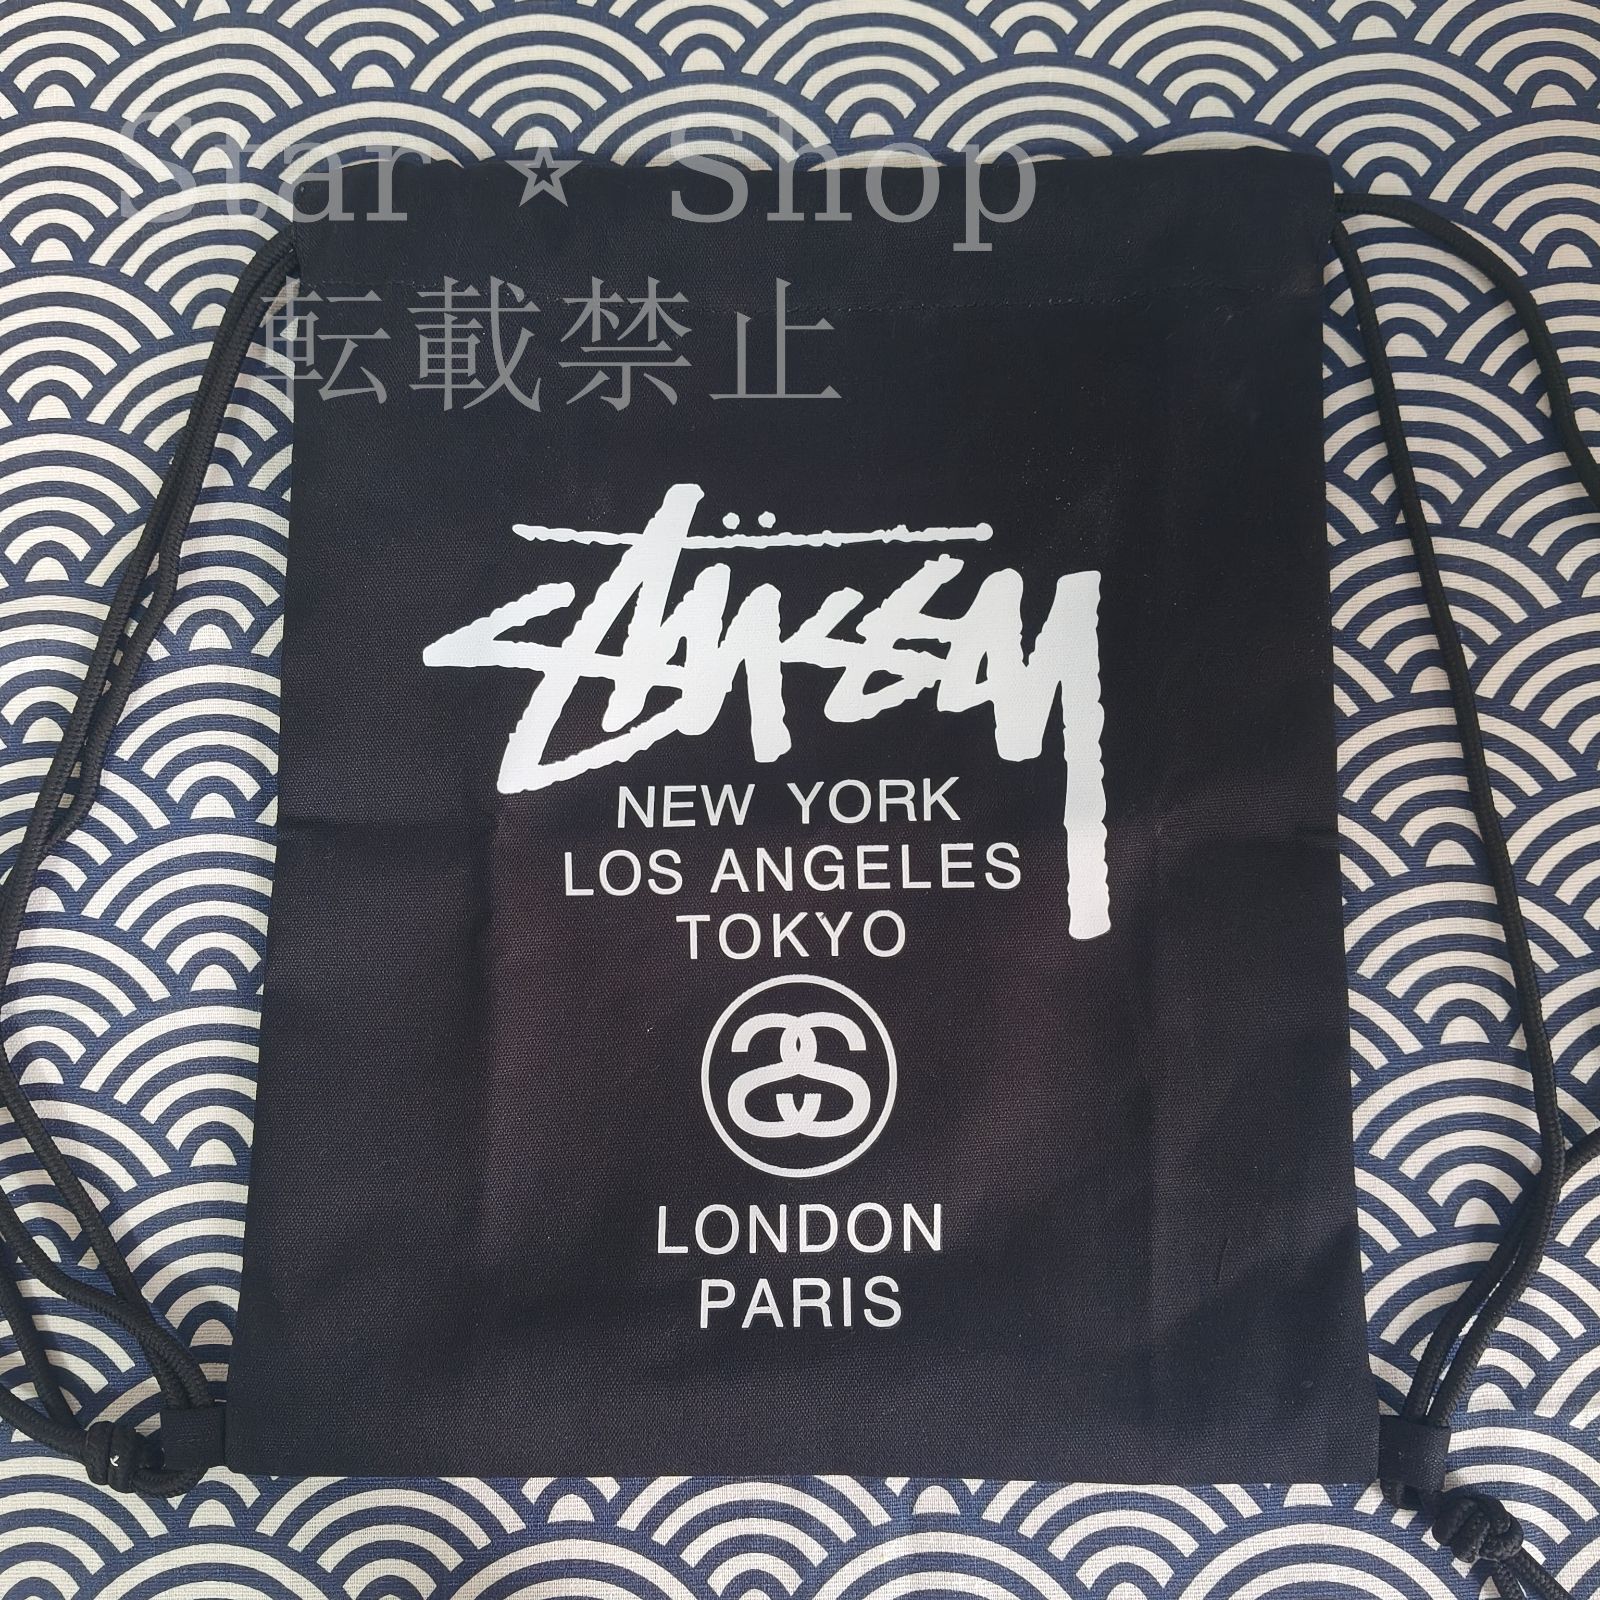 Star ☆ Shop
転載禁止
Stüssy
NEW YORK
LOS ANGELES
TOKYO
LONDON
PARIS